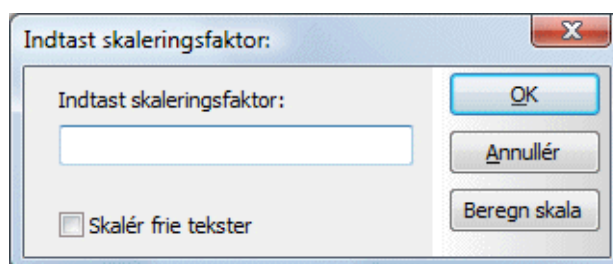 Indtast skaleringsfaktor:
Indtast skaleringsfaktor:
OK
Annullér
Skalér frie tekster
Beregn skala